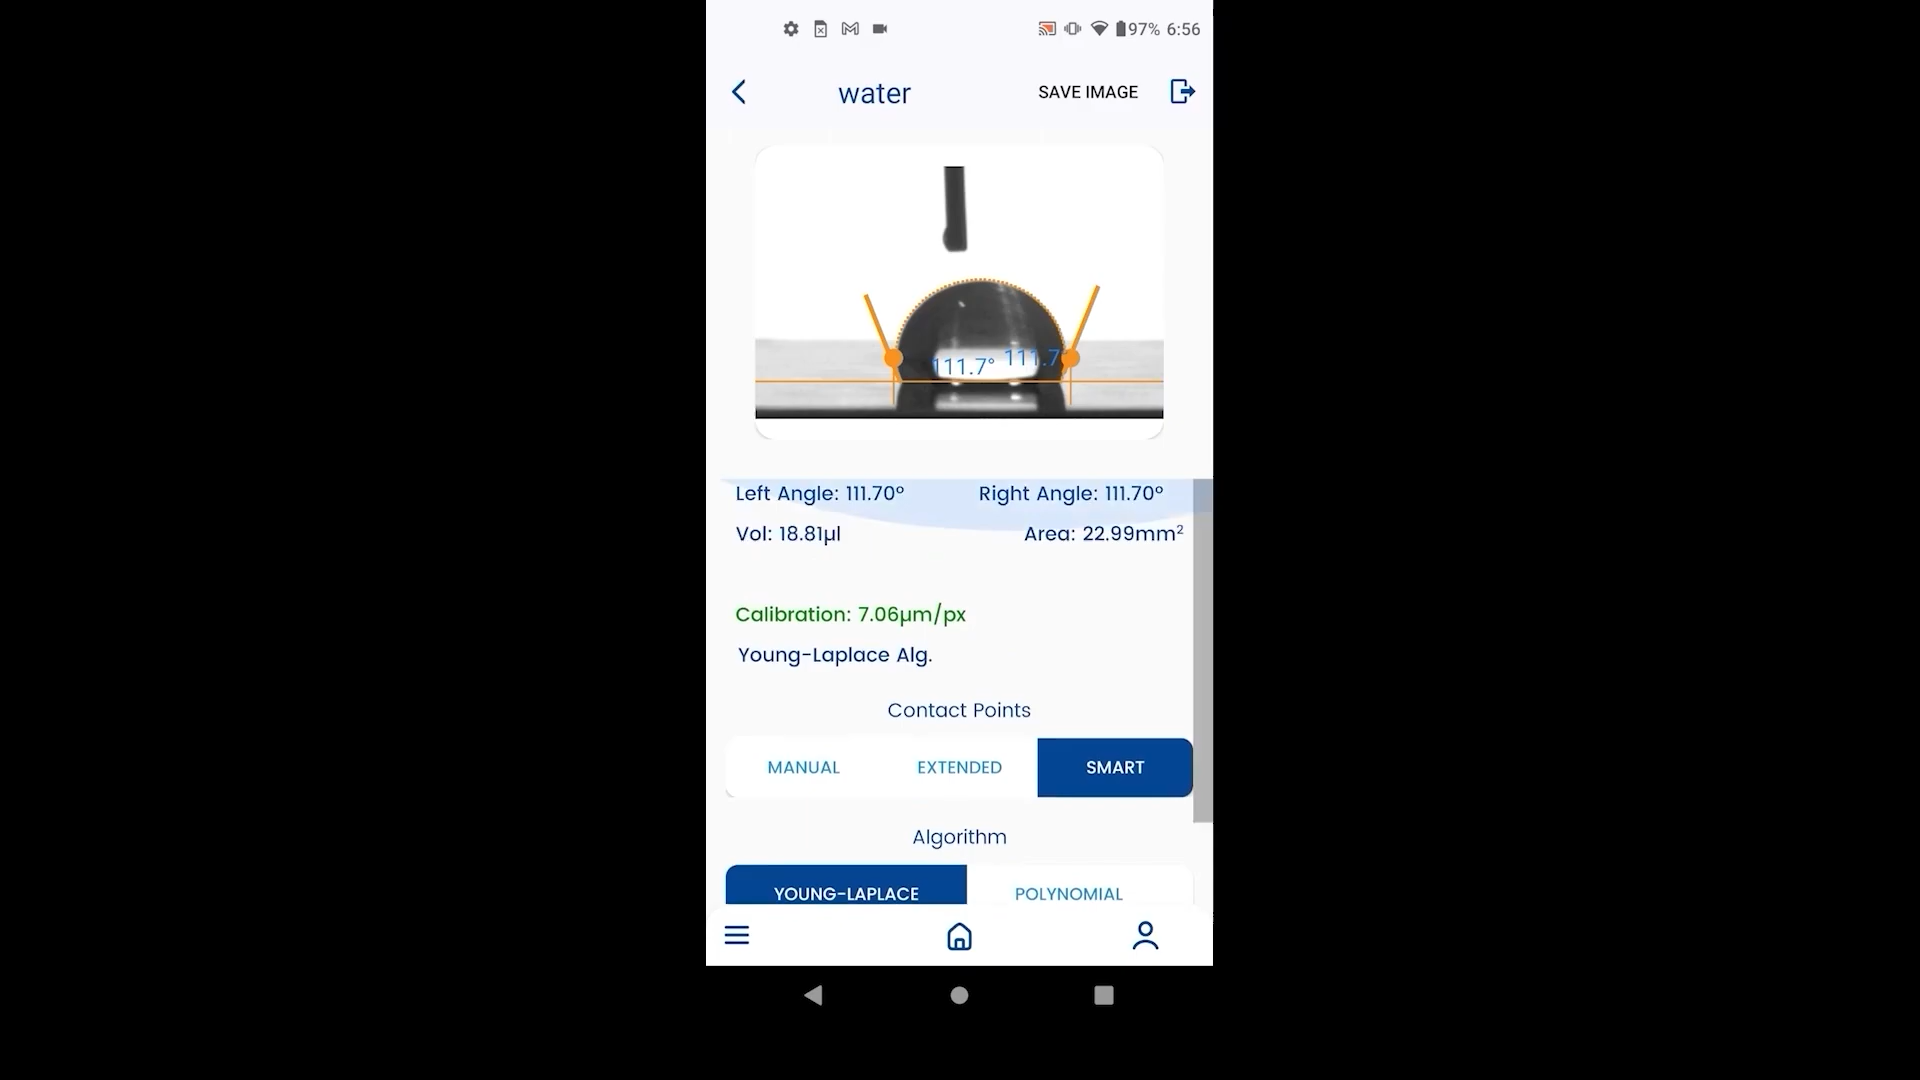 97% 6:56
water
SAVE IMAGE
111.7° 111.7°
Left Angle: 111.70° Right Angle: 111.70°
Vol: 18.81µl Area: 22.99mm²
Calibration: 7.06µm/px
Young-Laplace Alg.
Contact Points
MANUAL EXTENDED SMART
Algorithm
YOUNG-LAPLACE POLYNOMIAL